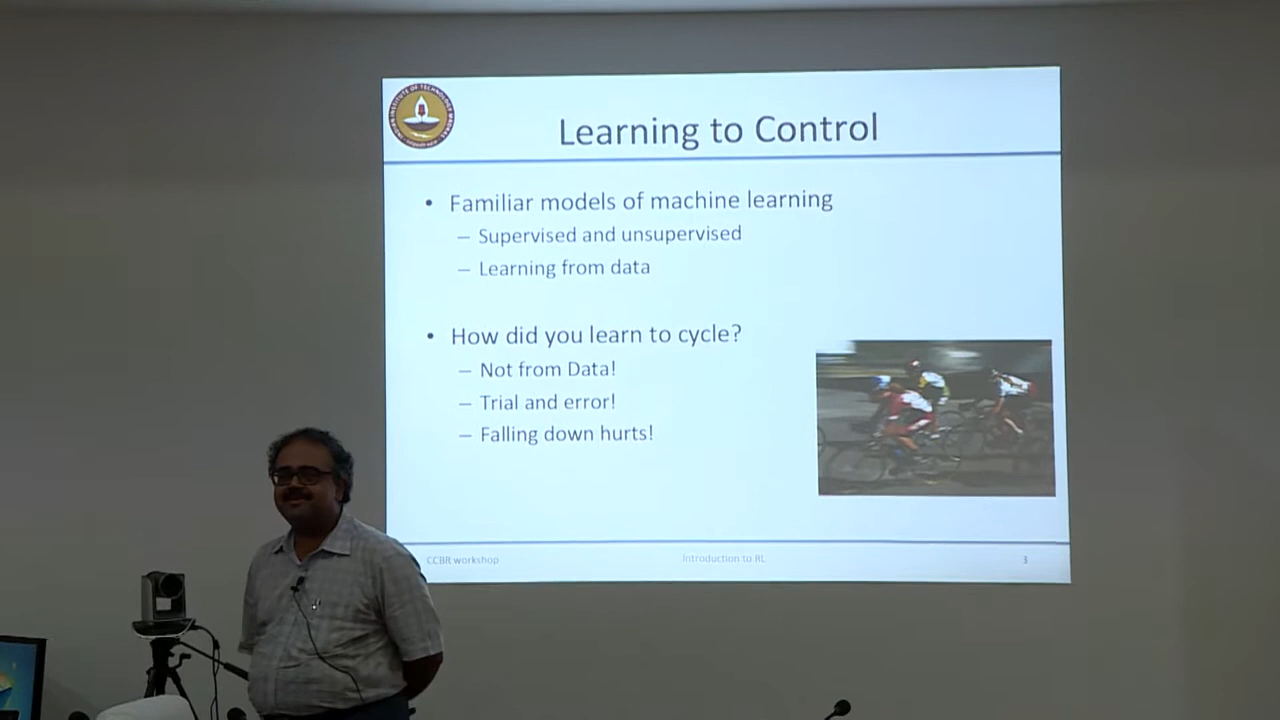 Learning to Control
• Familiar models of machine learning
– Supervised and unsupervised
– Learning from data
• How did you learn to cycle?
– Not from Data!
– Trial and error!
– Falling down hurts!
CCBR workshop
Introduction to RL
3